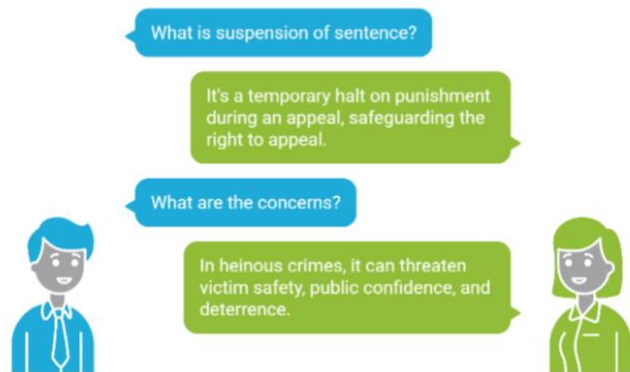 What is suspension of sentence?
It's a temporary halt on punishment
during an appeal, safeguarding the
right to appeal.
What are the concerns?
In heinous crimes, it can threaten
victim safety, public confidence, and
deterrence.